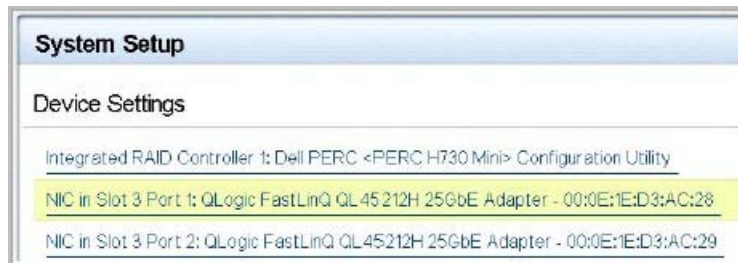 System Setup
Device Settings
Integrated RAID Controller 1: Dell PERC <PERC H730 Mini> Configuration Utility
NIC in Slot 3 Port 1: QLogic FastLinQ QL45212H 25GbE Adapter - 00:0E:1E:D3:AC:28
NIC in Slot 3 Port 2: QLogic FastLinQ QL45212H 25GbE Adapter - 00:0E:1E:D3:AC:29